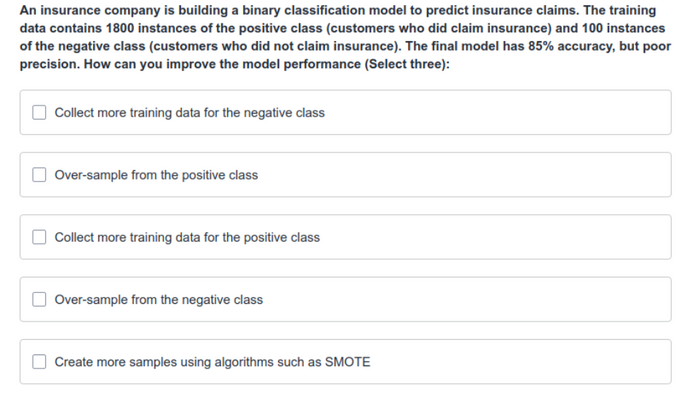 An insurance company is building a binary classification model to predict insurance claims. The training
data contains 1800 instances of the positive class (customers who did claim insurance) and 100 instances
of the negative class (customers who did not claim insurance). The final model has 85% accuracy, but poor
precision. How can you improve the model performance (Select three):
Collect more training data for the negative class
Over-sample from the positive class
Collect more training data for the positive class
Over-sample from the negative class
Create more samples using algorithms such as SMOTE